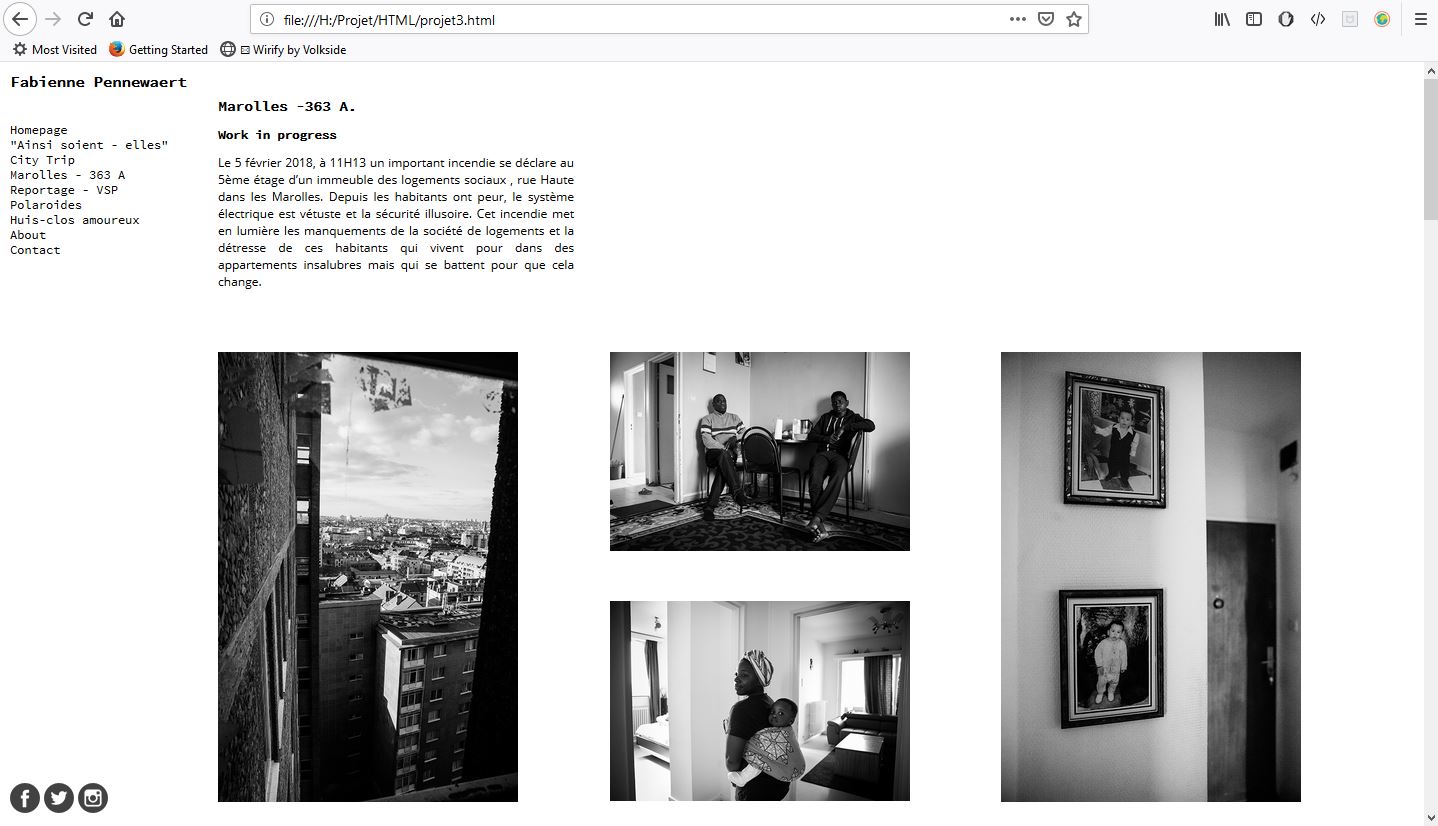 file:///H:/Projet/HTML/projet3.html
Most Visited Getting Started Wirify by Volkside
Fabienne Pennewaert
Homepage
"Ainsi soient - elles"
City Trip
Marolles - 363 A
Reportage - VSP
Polaroides
Huis-clos amoureux
About
Contact
Marolles -363 A.
Work in progress
Le 5 février 2018, à 11H13 un important incendie se déclare au
5ème étage d’un immeuble des logements sociaux , rue Haute
dans les Marolles. Depuis les habitants ont peur, le système
électrique est vétuste et la sécurité illusoire. Cet incendie met
en lumière les manquements de la société de logements et la
détresse de ces habitants qui vivent pour dans des
appartements insalubres mais qui se battent pour que cela
change.